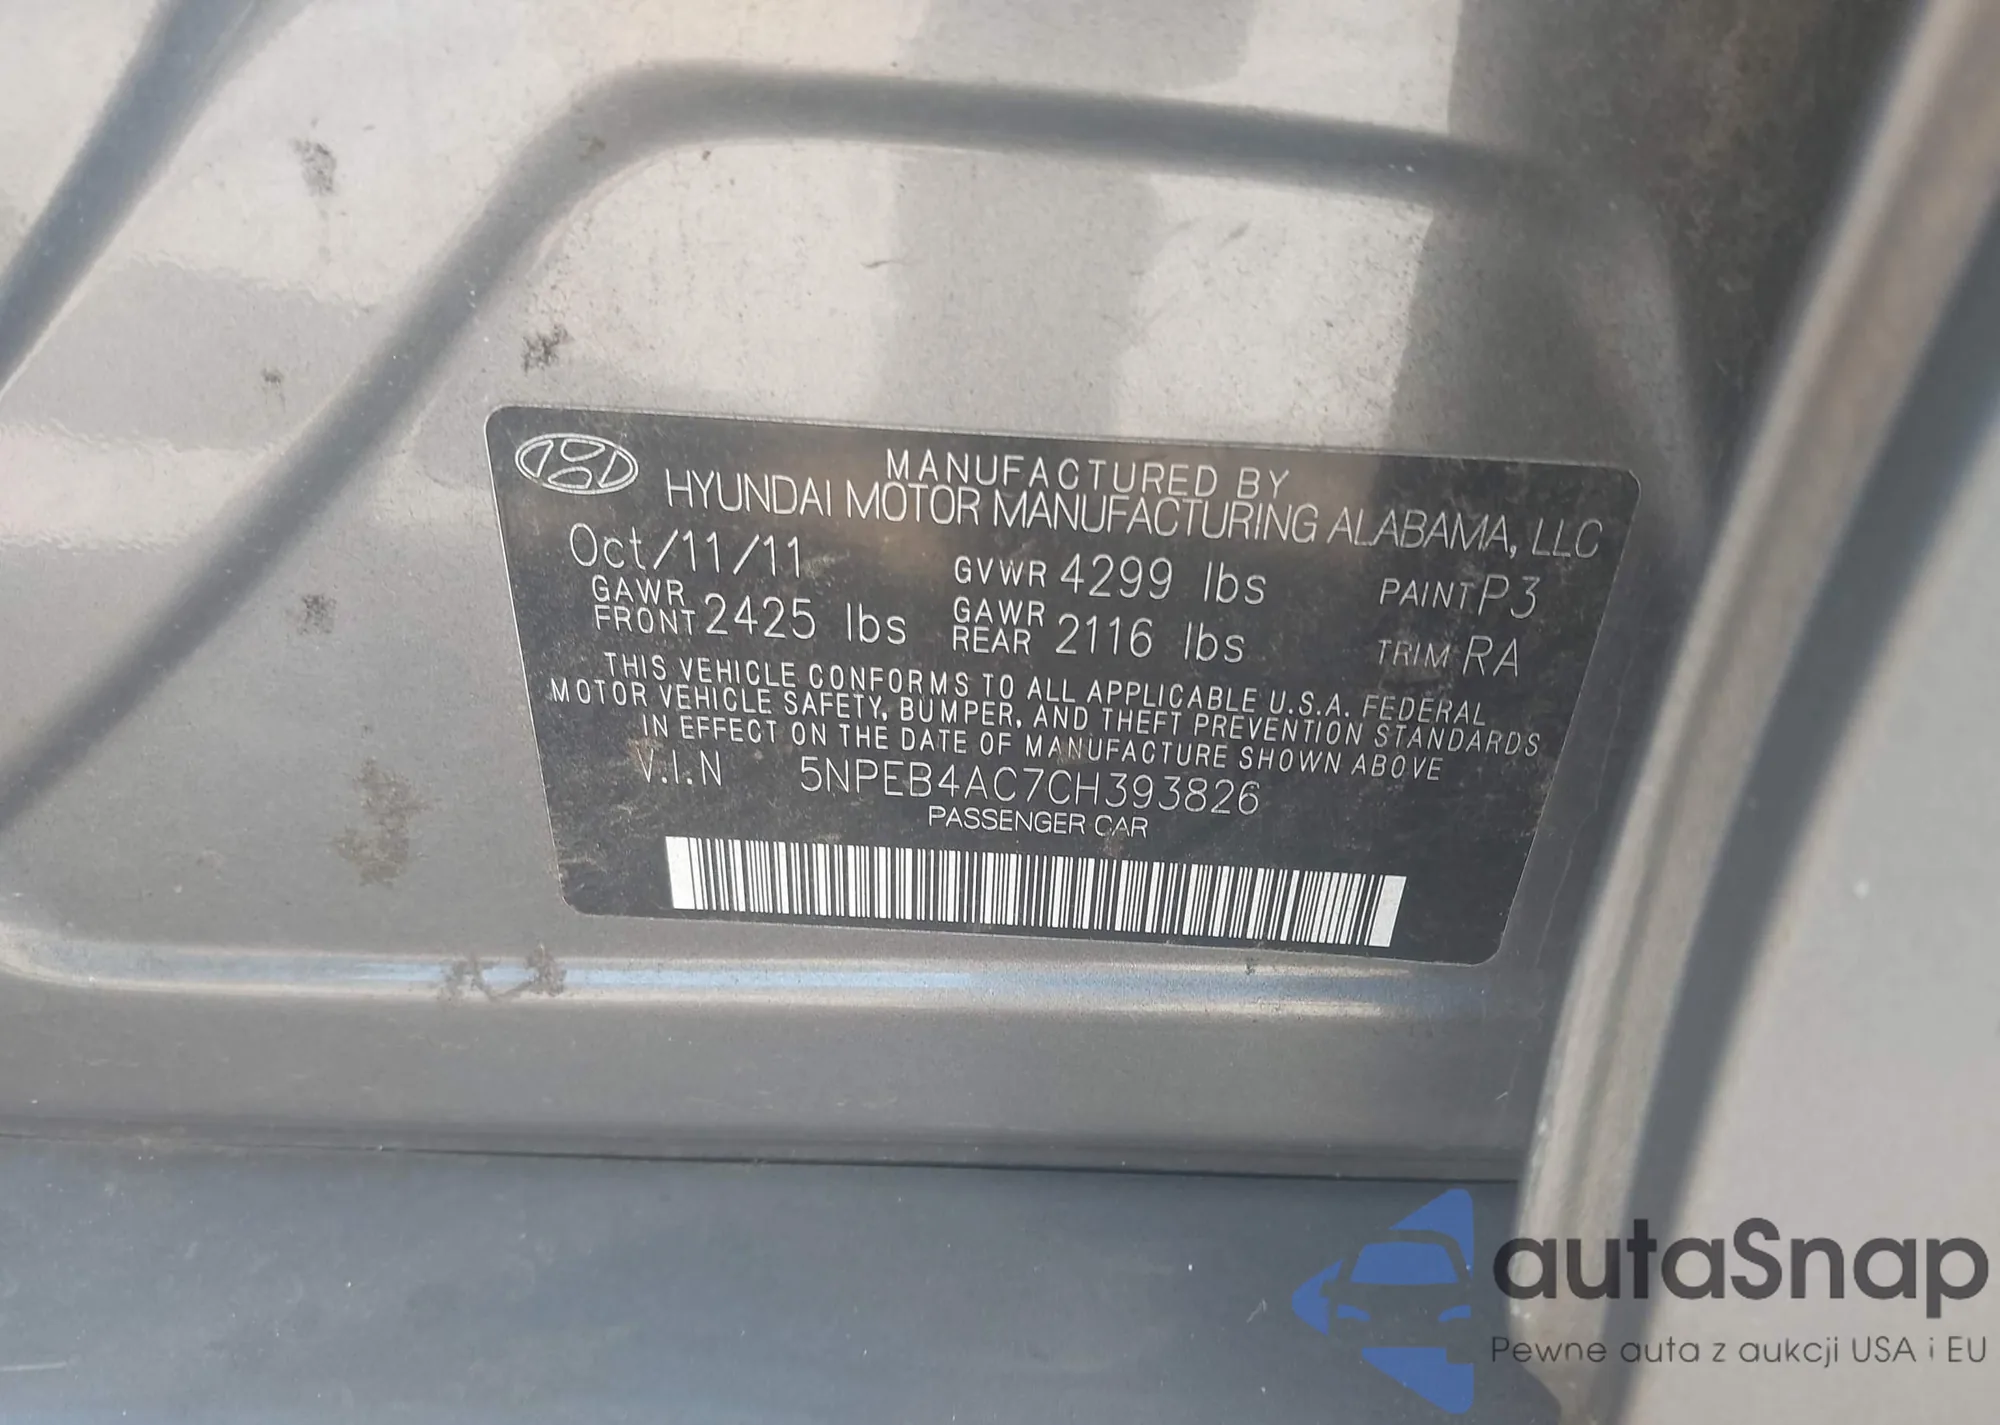 MANUFACTURED BY
HYUNDAI MOTOR MANUFACTURING ALABAMA, LLC
Oct/11/11 GVWR 4299 lbs PAINT P3
GAWR FRONT 2425 lbs GAWR REAR 2116 lbs TRIM RA
THIS VEHICLE CONFORMS TO ALL APPLICABLE U.S.A. FEDERAL
MOTOR VEHICLE SAFETY, BUMPER, AND THEFT PREVENTION STANDARDS
IN EFFECT ON THE DATE OF MANUFACTURE SHOWN ABOVE
V.I.N 5NPEB4AC7CH393826
PASSENGER CAR
autaSnap
Pewne auta z aukcji USA i EU